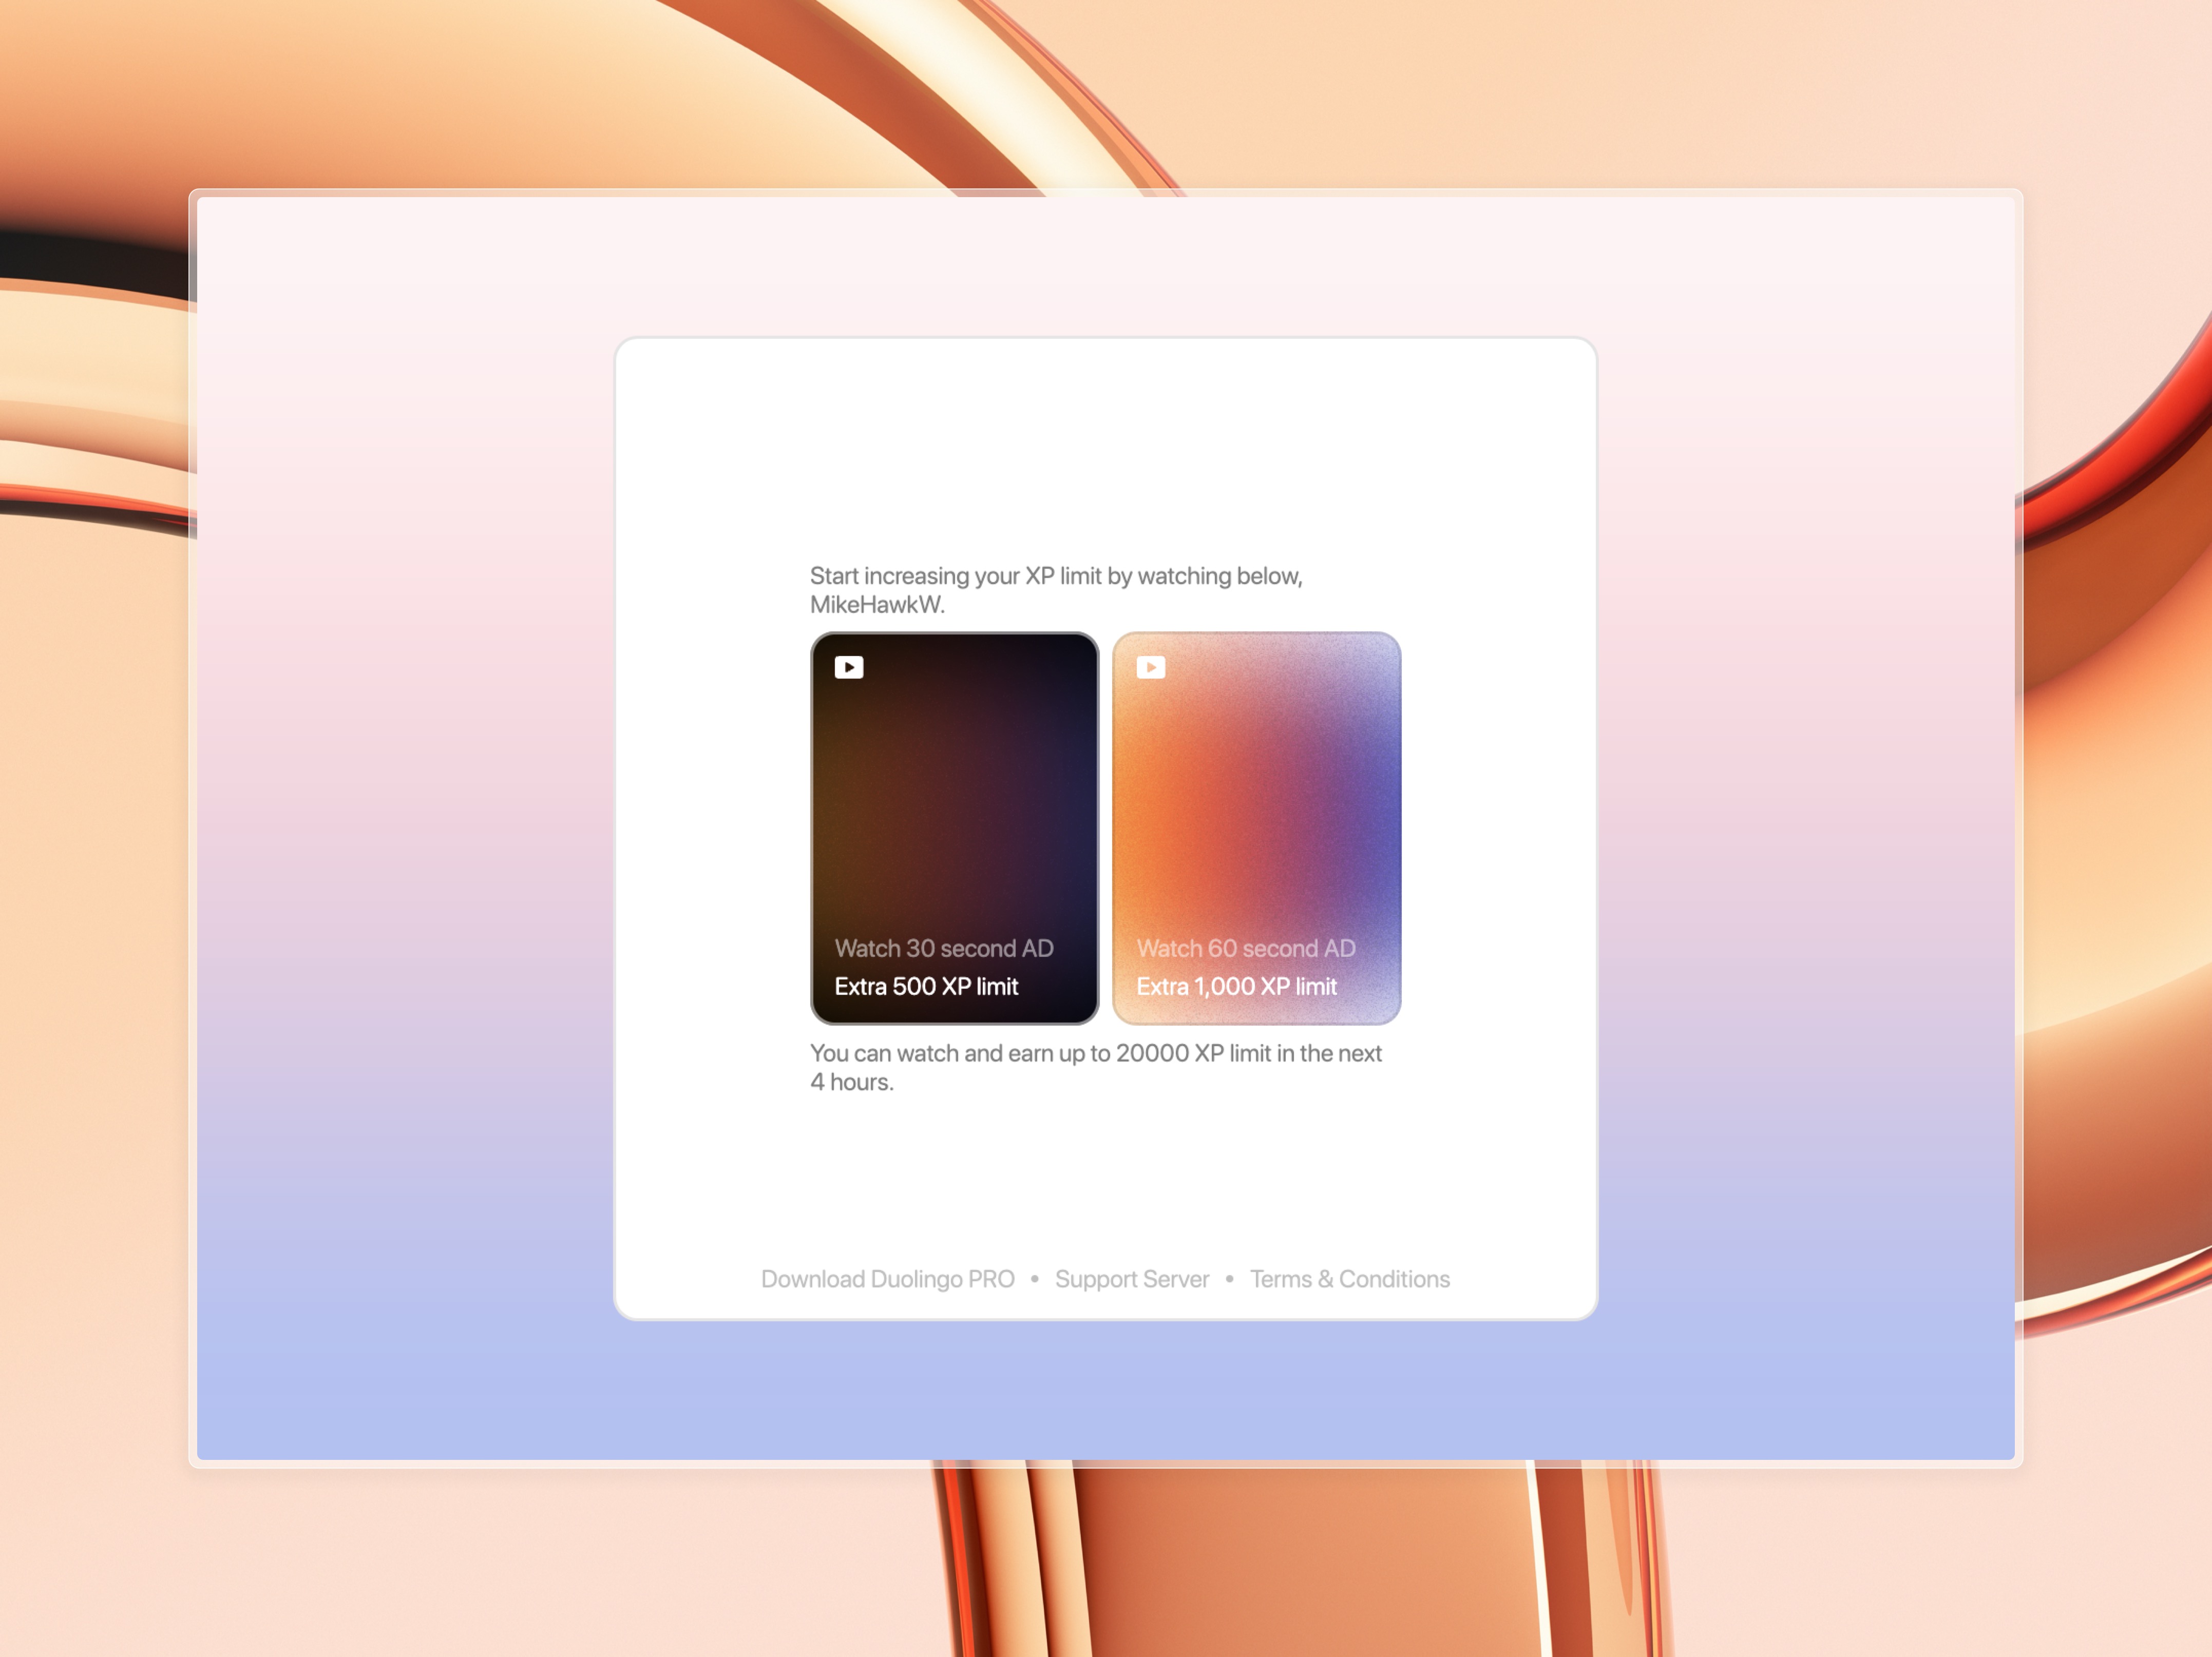 Start increasing your XP limit by watching below,
MikeHawkW.
Watch 30 second AD
Extra 500 XP limit
Watch 60 second AD
Extra 1,000 XP limit
You can watch and earn up to 20000 XP limit in the next
4 hours.
Download Duolingo PRO • Support Server • Terms & Conditions